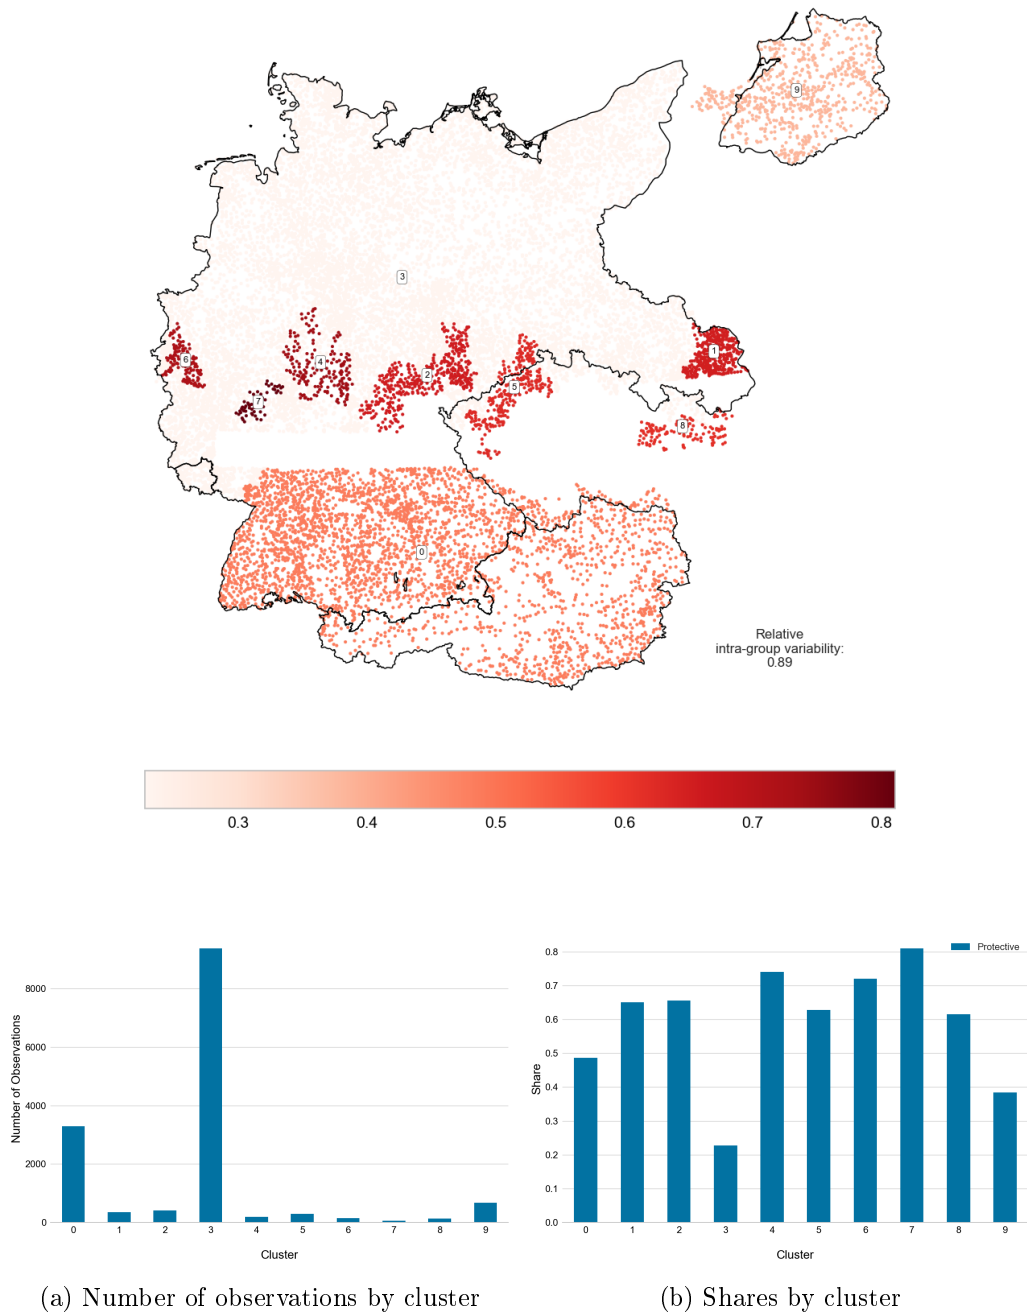 9
3
1
6
4
2
5
7
8
0
Relative
intra-group variability:
0.89
0.3 0.4 0.5 0.6 0.7 0.8
Number of Observations
8000
6000
4000
2000
0
0 1 2 3 4 5 6 7 8 9
Cluster
Protective
Share
0.8
0.7
0.6
0.5
0.4
0.3
0.2
0.1
0.0
0 1 2 3 4 5 6 7 8 9
Cluster
(a) Number of observations by cluster
(b) Shares by cluster